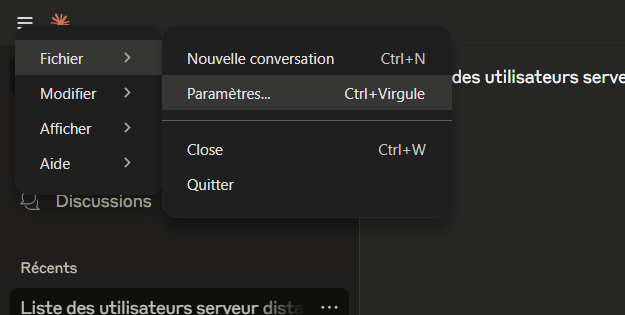 Fichier
Nouvelle conversation Ctrl+N
des utilisateurs serve
Modifier
Paramètres... Ctrl+Virgule
Afficher
Aide
Close Ctrl+W
Quitter
Discussions
Récents
Liste des utilisateurs serveur dista